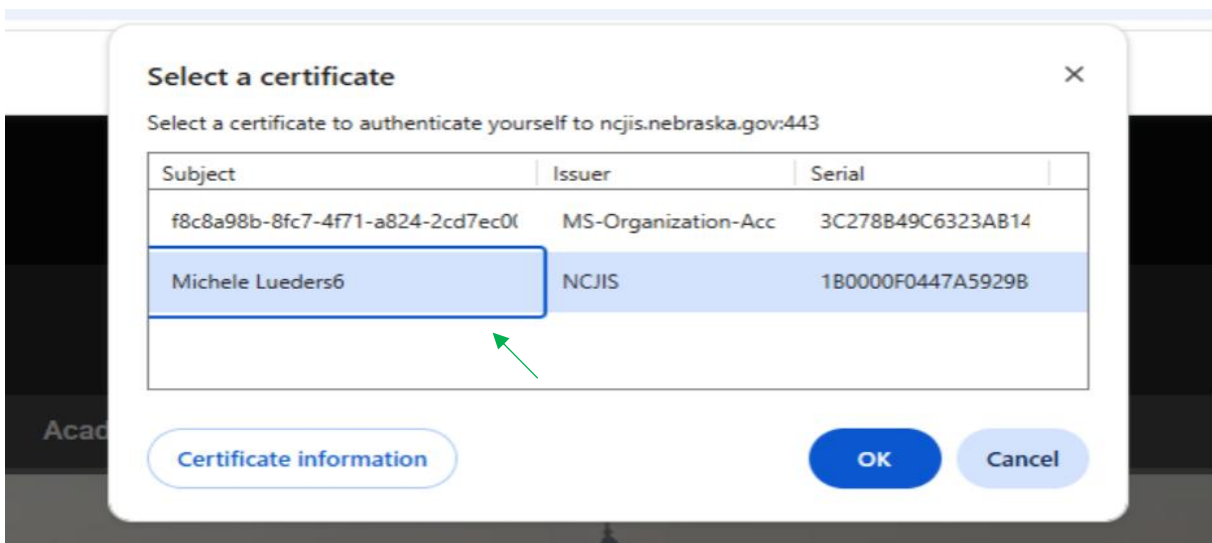 Select a certificate
Select a certificate to authenticate yourself to ncjis.nebraska.gov:443
Subject Issuer Serial
f8c8a98b-8fc7-4f71-a824-2cd7ec0( MS-Organization-Acc 3C278B49C6323AB14
Michele Lueders6 NCJIS 1B0000F0447A5929B
Acad
Certificate information OK Cancel